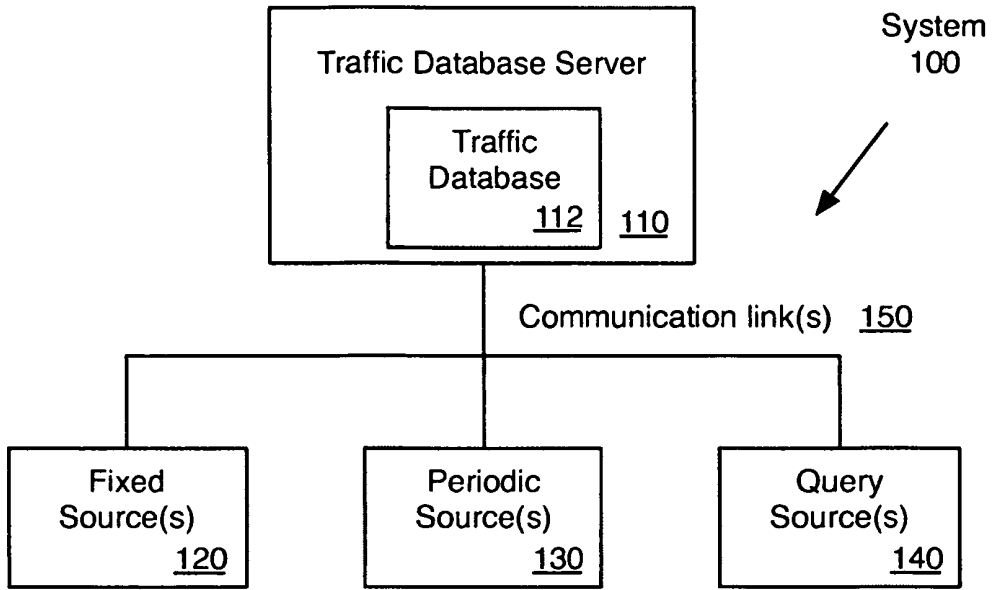 System
100
Traffic Database Server
Traffic
Database
112
110
Communication link(s) 150
Fixed
Source(s)
120
Periodic
Source(s)
130
Query
Source(s)
140